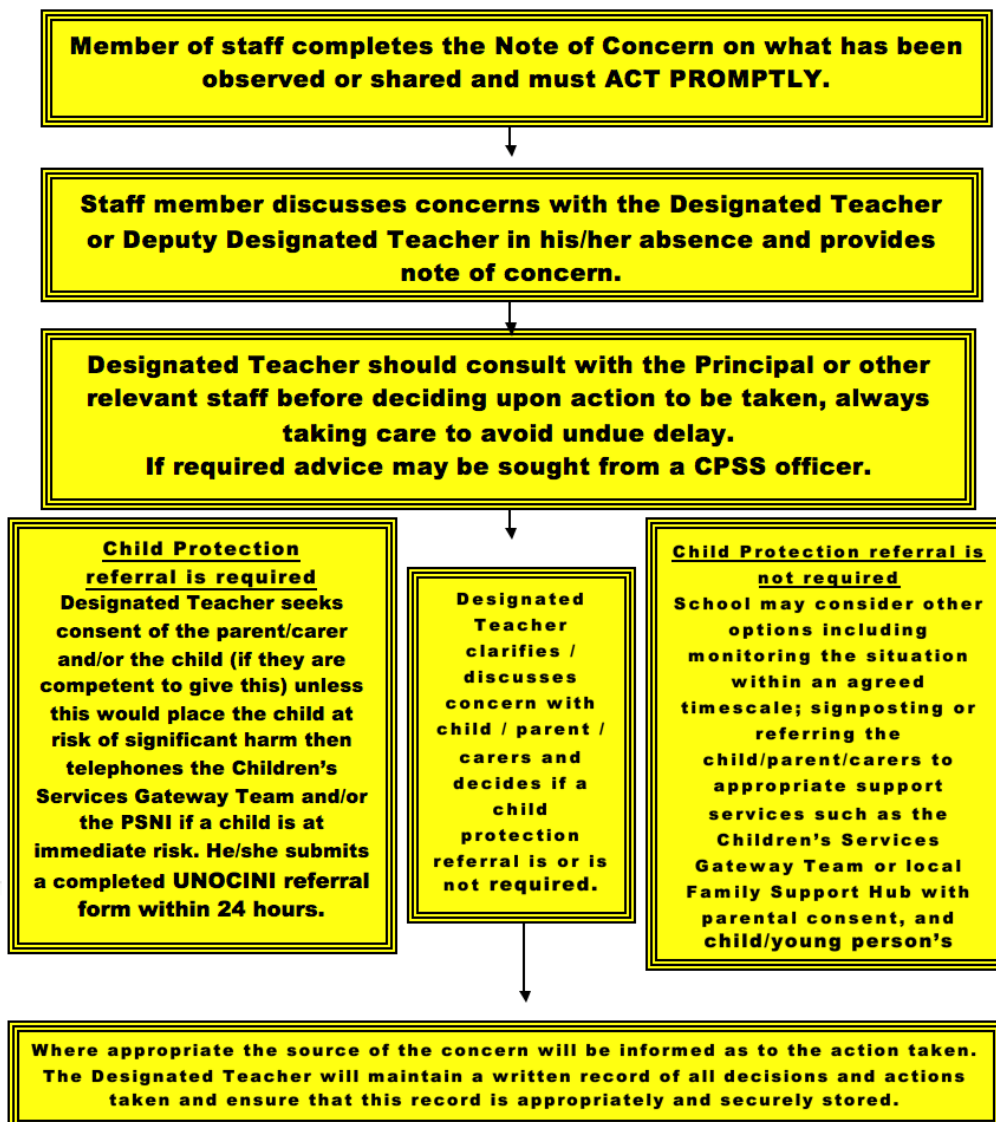 Member of staff completes the Note of Concern on what has been
observed or shared and must ACT PROMPTLY.
Staff member discusses concerns with the Designated Teacher
or Deputy Designated Teacher in his/her absence and provides
note of concern.
Designated Teacher should consult with the Principal or other
relevant staff before deciding upon action to be taken, always
taking care to avoid undue delay.
If required advice may be sought from a CPSS officer.
Child Protection
referral is required
Designated Teacher seeks
consent of the parent/carer
and/or the child (if they are
competent to give this) unless
this would place the child at
risk of significant harm then
telephones the Children’s
Services Gateway Team and/or
the PSNI if a child is at
immediate risk. He/she submits
a completed UNOCINI referral
form within 24 hours.
Designated
Teacher
clarifies /
discusses
concern with
child / parent /
carers and
decides if a
child
protection
referral is or is
not required.
Child Protection referral is
not required
School may consider other
options including
monitoring the situation
within an agreed
timescale; signposting or
referring the
child/parent/carers to
appropriate support
services such as the
Children’s Services
Gateway Team or local
Family Support Hub with
parental consent, and
child/young person’s
Where appropriate the source of the concern will be informed as to the action taken.
The Designated Teacher will maintain a written record of all decisions and actions
taken and ensure that this record is appropriately and securely stored.